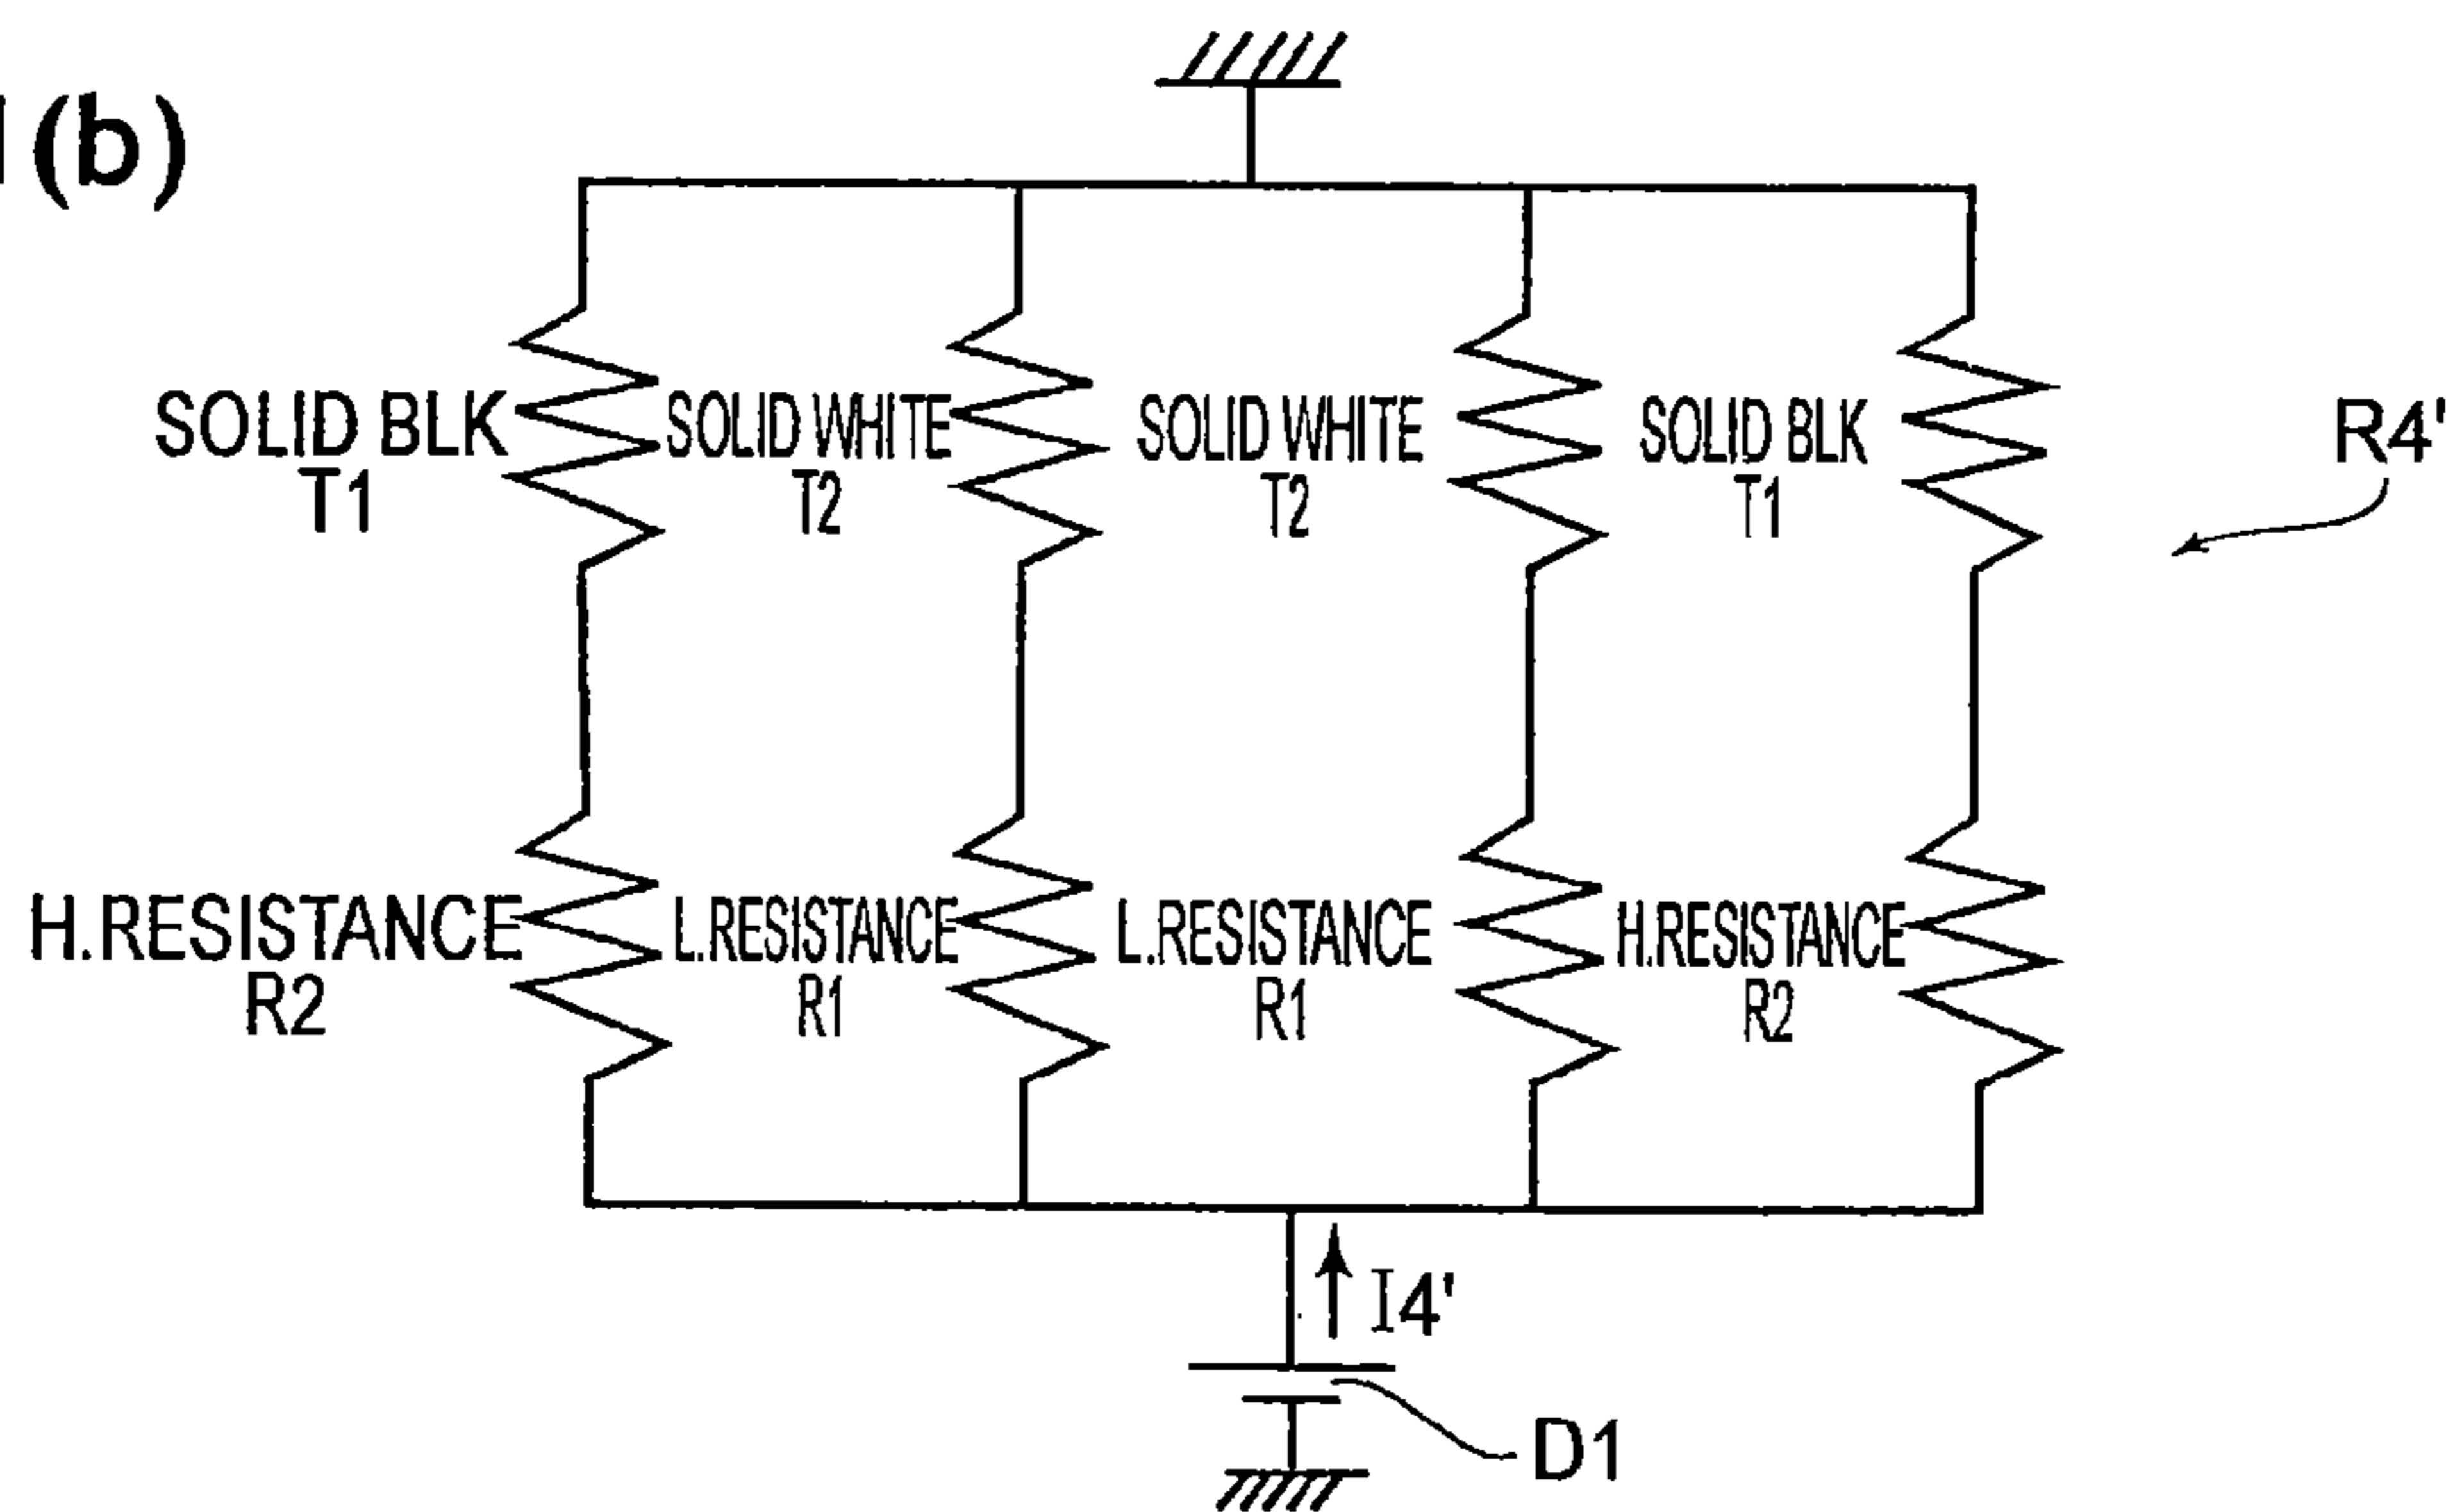 (b)
SOLID BLK
T1
SOLID WHITE
T2
SOLID WHITE
T2
SOLID BLK
T1
R4'
H.RESISTANCE
R2
L.RESISTANCE
R1
L.RESISTANCE
R1
H.RESISTANCE
R2
I4'
D1